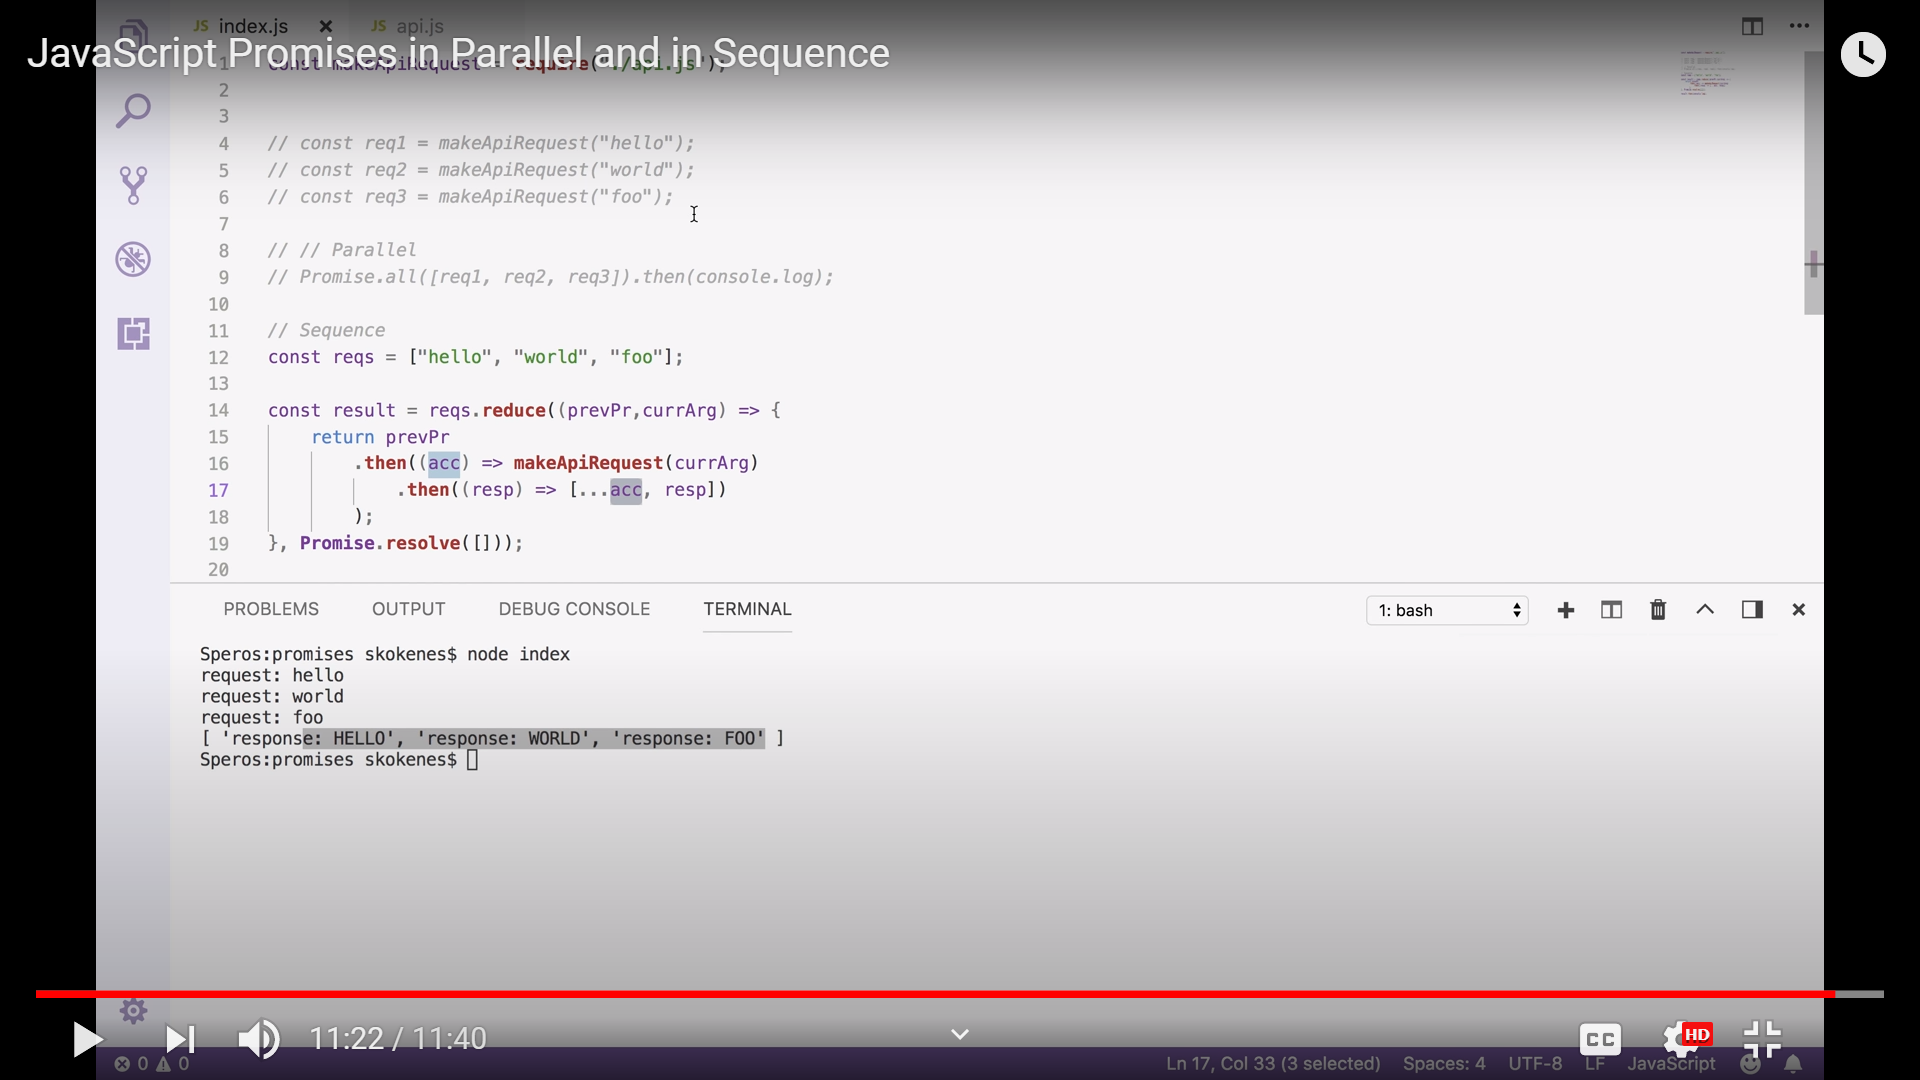 JS index.js
JS api.js
JavaScript Promises in Parallel and in Sequence
1 const makeApiRequest = require("./api.js");
2
3
4 // const req1 = makeApiRequest("hello");
5 // const req2 = makeApiRequest("world");
6 // const req3 = makeApiRequest("foo");
7
8 // // Parallel
9 // Promise.all([req1, req2, req3]).then(console.log);
10
11 // Sequence
12 const reqs = ["hello", "world", "foo"];
13
14 const result = reqs.reduce((prevPr,currArg) => {
15 return prevPr
16 .then((acc) => makeApiRequest(currArg)
17 .then((resp) => [...acc, resp])
18 );
19 }, Promise.resolve([]));
20
PROBLEMS OUTPUT DEBUG CONSOLE TERMINAL 1: bash
Speros:promises skokenes$ node index
request: hello
request: world
request: foo
[ 'response: HELLO', 'response: WORLD', 'response: FOO' ]
Speros:promises skokenes$
11:22 / 11:40 CC HD
0 0 Ln 17, Col 33 (3 selected) Spaces: 4 UTF-8 LF JavaScript